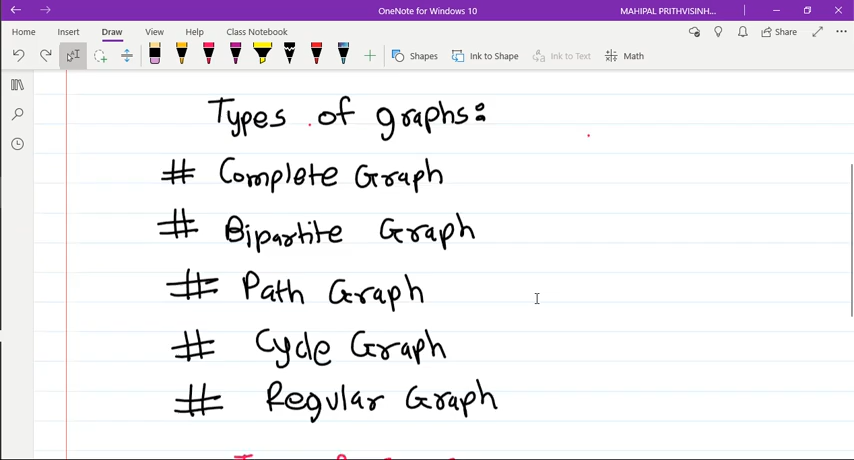 OneNote for Windows 10
MAHIPAL PRITHVISINH...
Home Insert Draw View Help Class Notebook
Share
Shapes Ink to Shape Ink to Text Math
Types of graphs:
# Complete Graph
# Bipartite Graph
# Path Graph
# Cycle Graph
# Regular Graph